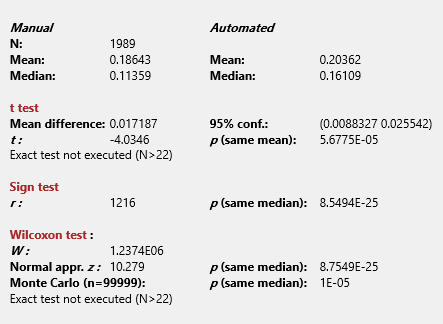 Manual Automated
N: 1989
Mean: 0.18643 Mean: 0.20362
Median: 0.11359 Median: 0.16109
t test
Mean difference: 0.017187 95% conf.: (0.0088327 0.025542)
t : -4.0346 p (same mean): 5.6775E-05
Exact test not executed (N>22)
Sign test
r : 1216 p (same median): 8.5494E-25
Wilcoxon test :
W : 1.2374E06
Normal appr. z : 10.279 p (same median): 8.7549E-25
Monte Carlo (n=99999): p (same median): 1E-05
Exact test not executed (N>22)